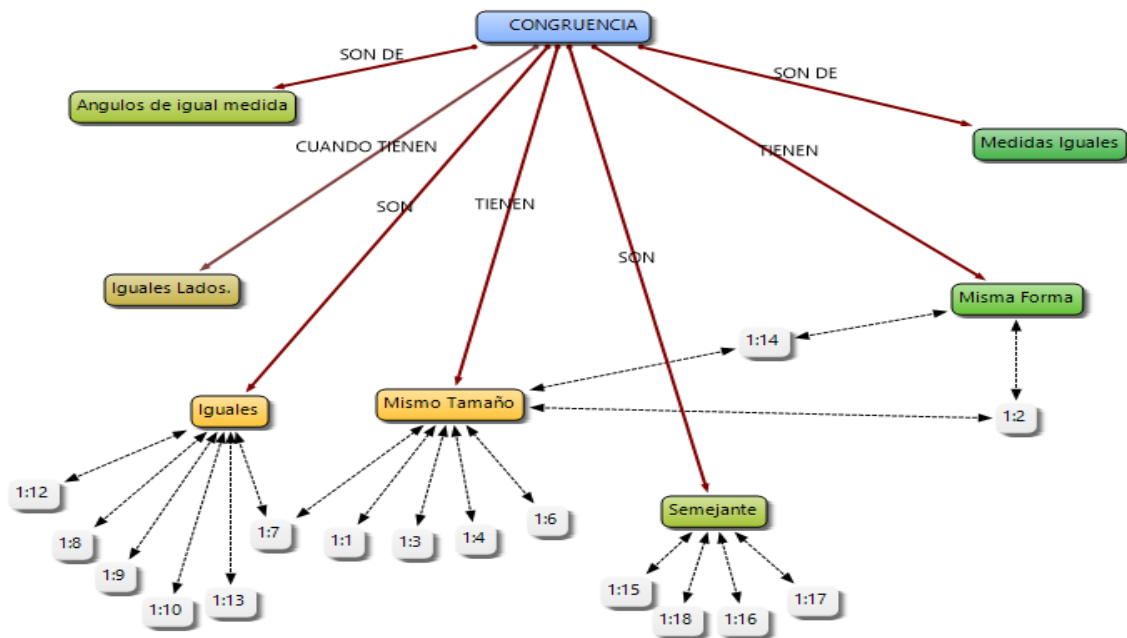 CONGRUENCIA
SON DE
SON DE
Angulos de igual medida
Medidas Iguales
CUANDO TIENEN
TIENEN
SON
TIENEN
SON
Iguales Lados.
Misma Forma
1:14
Iguales
Mismo Tamaño
1:2
1:12
1:8
1:9
1:10
1:13
1:7
1:1
1:3
1:4
1:6
Semejante
1:15
1:18
1:16
1:17